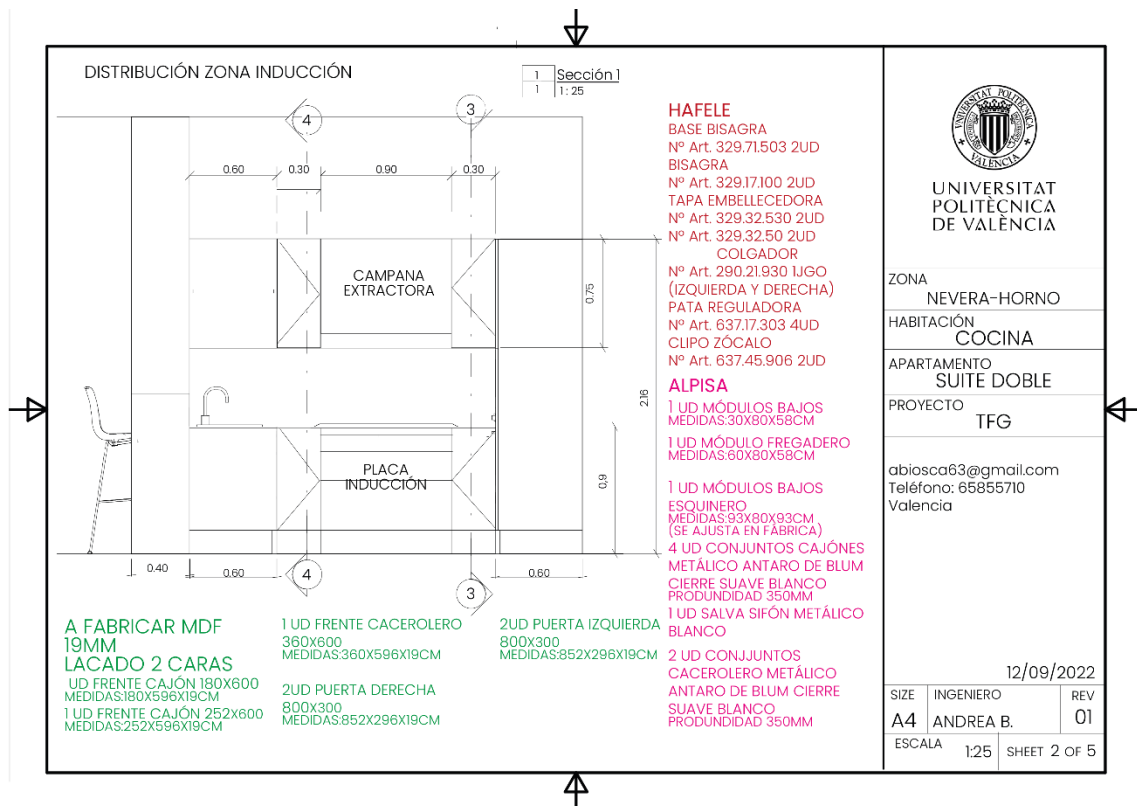 DISTRIBUCIÓN ZONA INDUCCIÓN
1
1
Sección 1
1 : 25
4
3
0.60
0.30
0.90
0.30
CAMPANA
EXTRACTORA
0.75
2.16
PLACA
INDUCCIÓN
0,9
0.40
0.60
4
3
0.60
HAFELE
BASE BISAGRA
Nº Art. 329.71.503 2UD
BISAGRA
Nº Art. 329.17.100 2UD
TAPA EMBELLECEDORA
Nº Art. 329.32.530 2UD
Nº Art. 329.32.50 2UD
COLGADOR
Nº Art. 290.21.930 1JGO
(IZQUIERDA Y DERECHA)
PATA REGULADORA
Nº Art. 637.17.303 4UD
CLIPO ZÓCALO
Nº Art. 637.45.906 2UD
ALPISA
1 UD MÓDULOS BAJOS
MEDIDAS:30X80X58CM
1 UD MÓDULO FREGADERO
MEDIDAS:60X80X58CM
1 UD MÓDULOS BAJOS
ESQUINERO
MEDIDAS:93X80X93CM
(SE AJUSTA EN FÁBRICA)
4 UD CONJUNTOS CAJÓNES
METÁLICO ANTARO DE BLUM
CIERRE SUAVE BLANCO
PRODUNDIDAD 350MM
1 UD SALVA SIFÓN METÁLICO
BLANCO
2 UD CONJJUNTOS
CACEROLERO METÁLICO
ANTARO DE BLUM CIERRE
SUAVE BLANCO
PRODUNDIDAD 350MM
A FABRICAR MDF
19MM
LACADO 2 CARAS
UD FRENTE CAJÓN 180X600
MEDIDAS:180X596X19CM
1 UD FRENTE CAJÓN 252X600
MEDIDAS:252X596X19CM
1 UD FRENTE CACEROLERO
360X600
MEDIDAS:360X596X19CM
2UD PUERTA DERECHA
800X300
MEDIDAS:852X296X19CM
2UD PUERTA IZQUIERDA
800X300
MEDIDAS:852X296X19CM
UNIVERSITAT POLITÈCNICA
VALÈNCIA
UNIVERSITAT
POLITÈCNICA
DE VALÈNCIA
ZONA
NEVERA-HORNO
HABITACIÓN
COCINA
APARTAMENTO
SUITE DOBLE
PROYECTO
TFG
abiosca63@gmail.com
Teléfono: 65855710
Valencia
12/09/2022
SIZE
A4
INGENIERO
ANDREA B.
REV
01
ESCALA
1:25
SHEET 2 OF 5